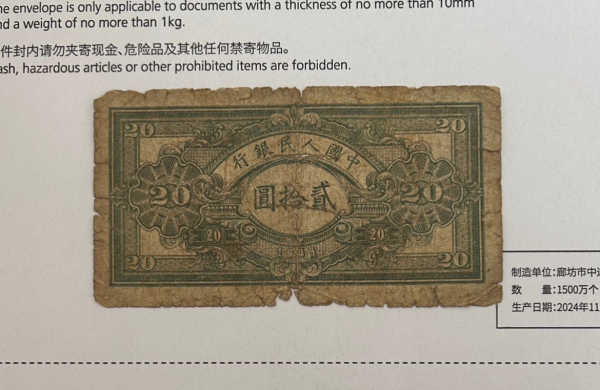 he envelope is only applicable to documents with a thickness of no more than 10mm
nd a weight of no more than 1kg.
件封内请勿夹寄现金、危险品及其他任何禁寄物品。
ash, hazardous articles or other prohibited items are forbidden.
20 20
行銀民人國中
20 圓拾貳 20
20 20
20 20
制造单位:廊坊市中
数 量:1500万个
生产日期:2024年11